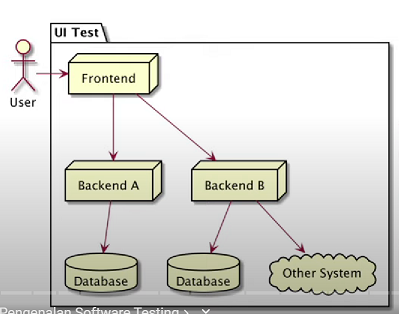 UI Test
Frontend
User
Backend A
Backend B
Database
Database
Other System
Pengenalan Software Testing